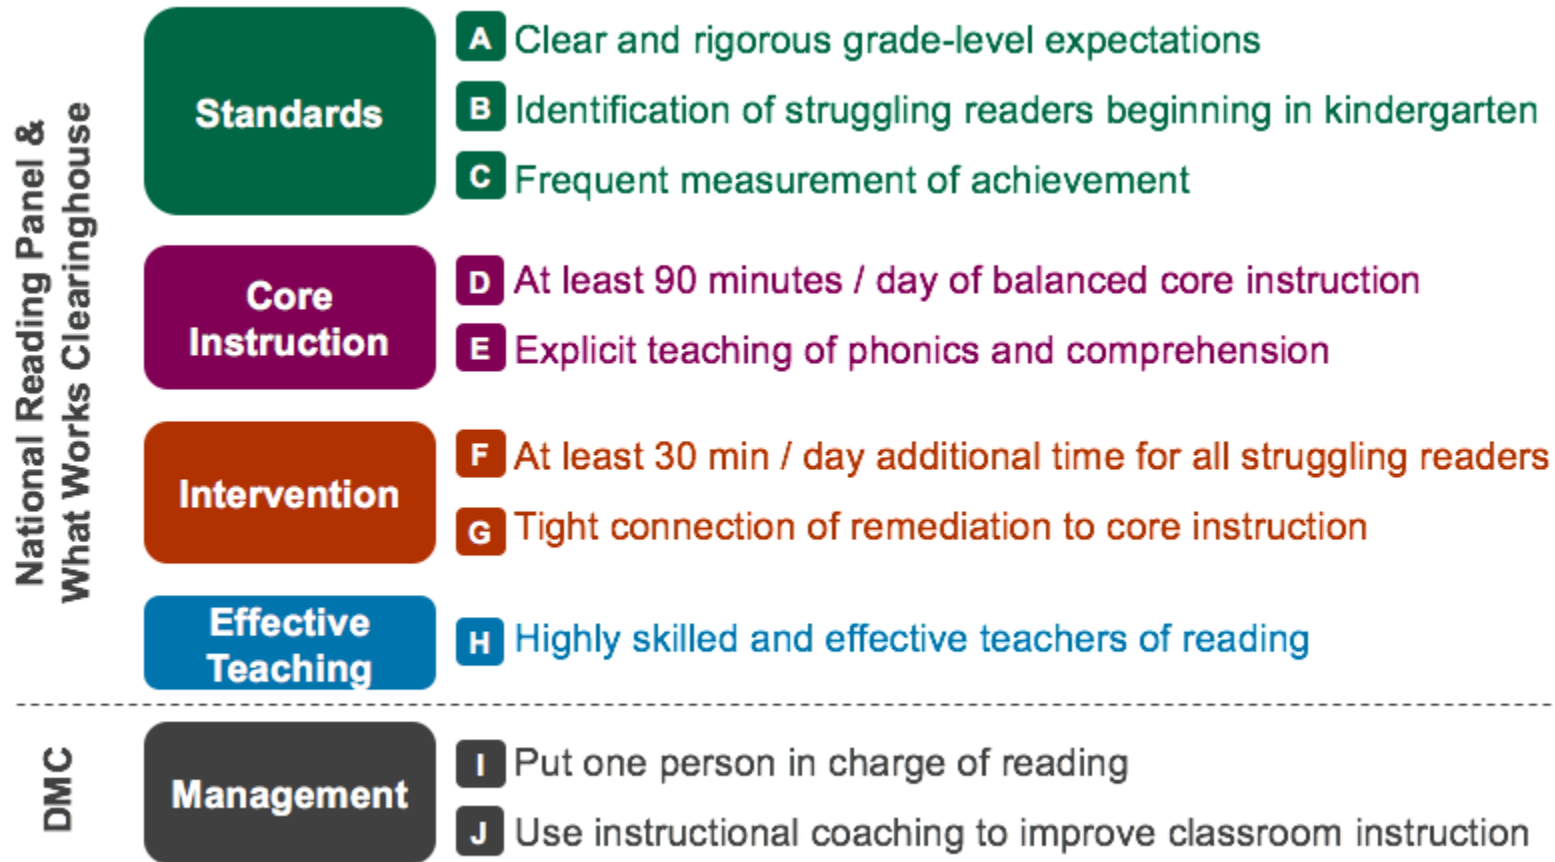 National Reading Panel &
What Works Clearinghouse
Standards
A Clear and rigorous grade-level expectations
B Identification of struggling readers beginning in kindergarten
C Frequent measurement of achievement
Core
Instruction
D At least 90 minutes / day of balanced core instruction
E Explicit teaching of phonics and comprehension
Intervention
F At least 30 min / day additional time for all struggling readers
G Tight connection of remediation to core instruction
Effective
Teaching
H Highly skilled and effective teachers of reading
DMC
Management
I Put one person in charge of reading
J Use instructional coaching to improve classroom instruction